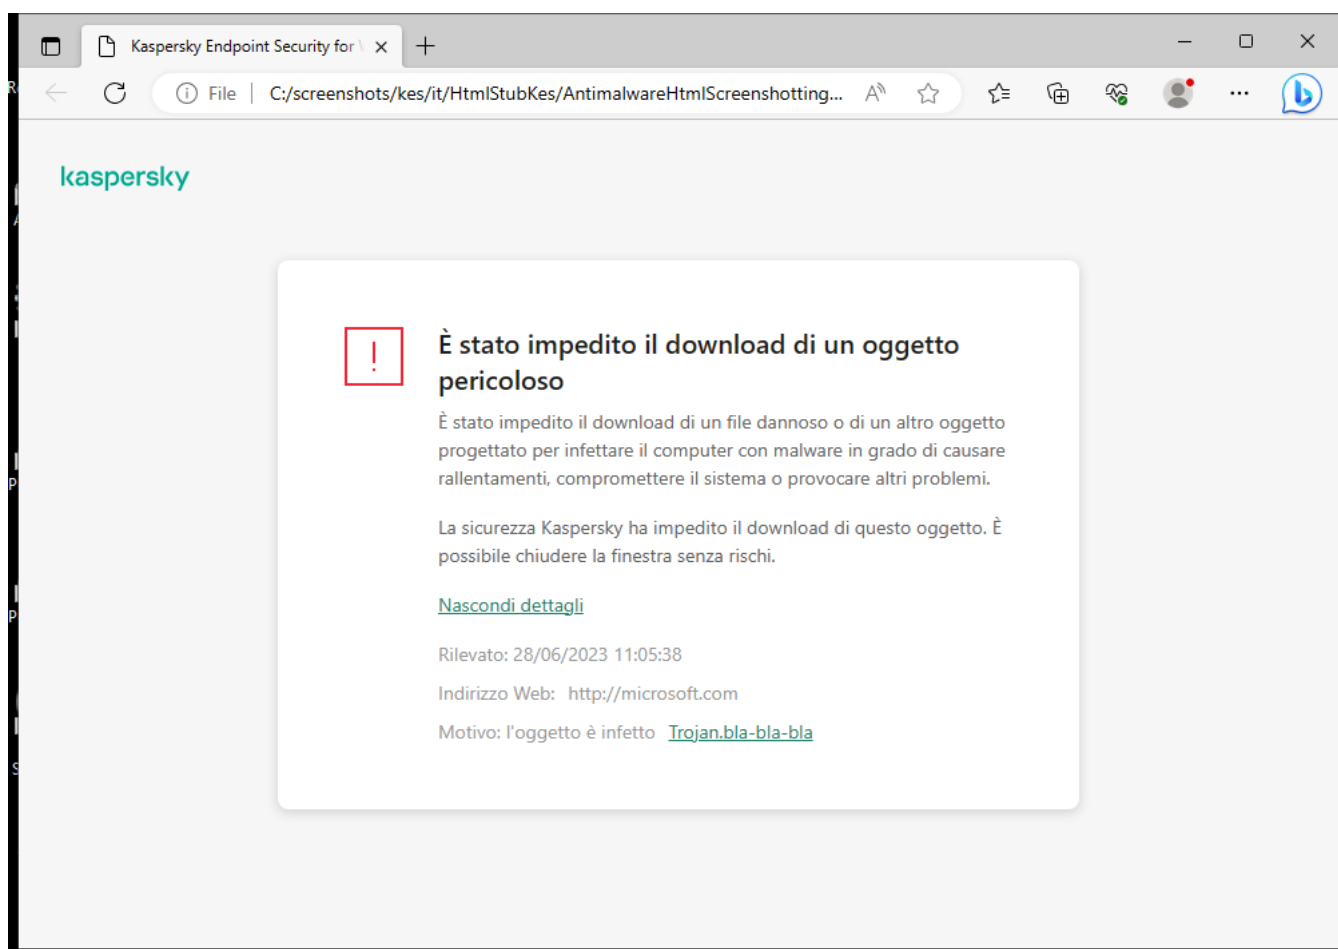 Kaspersky Endpoint Security for
File
C:/screenshots/kes/it/HtmlStubKes/AntimalwareHtmlScreenshotting...
kaspersky
!
È stato impedito il download di un oggetto
pericoloso
È stato impedito il download di un file dannoso o di un altro oggetto
progettato per infettare il computer con malware in grado di causare
rallentamenti, compromettere il sistema o provocare altri problemi.
La sicurezza Kaspersky ha impedito il download di questo oggetto. È
possibile chiudere la finestra senza rischi.
Nascondi dettagli
Rilevato: 28/06/2023 11:05:38
Indirizzo Web: http://microsoft.com
Motivo: l'oggetto è infetto Trojan.bla-bla-bla